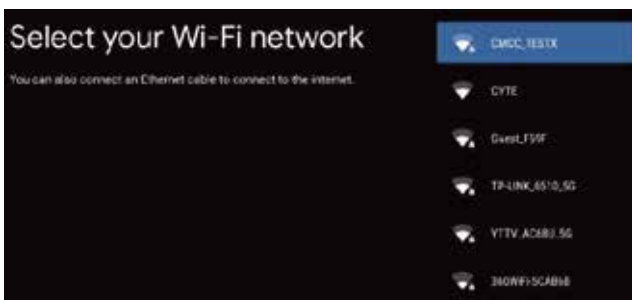 Select your Wi-Fi network
You can also connect an Ethernet cable to connect to the internet.
CMCC_TESTX
CYTE
Guest_F59F
TP-LINK_6510_5G
YTTV_AC68U_5G